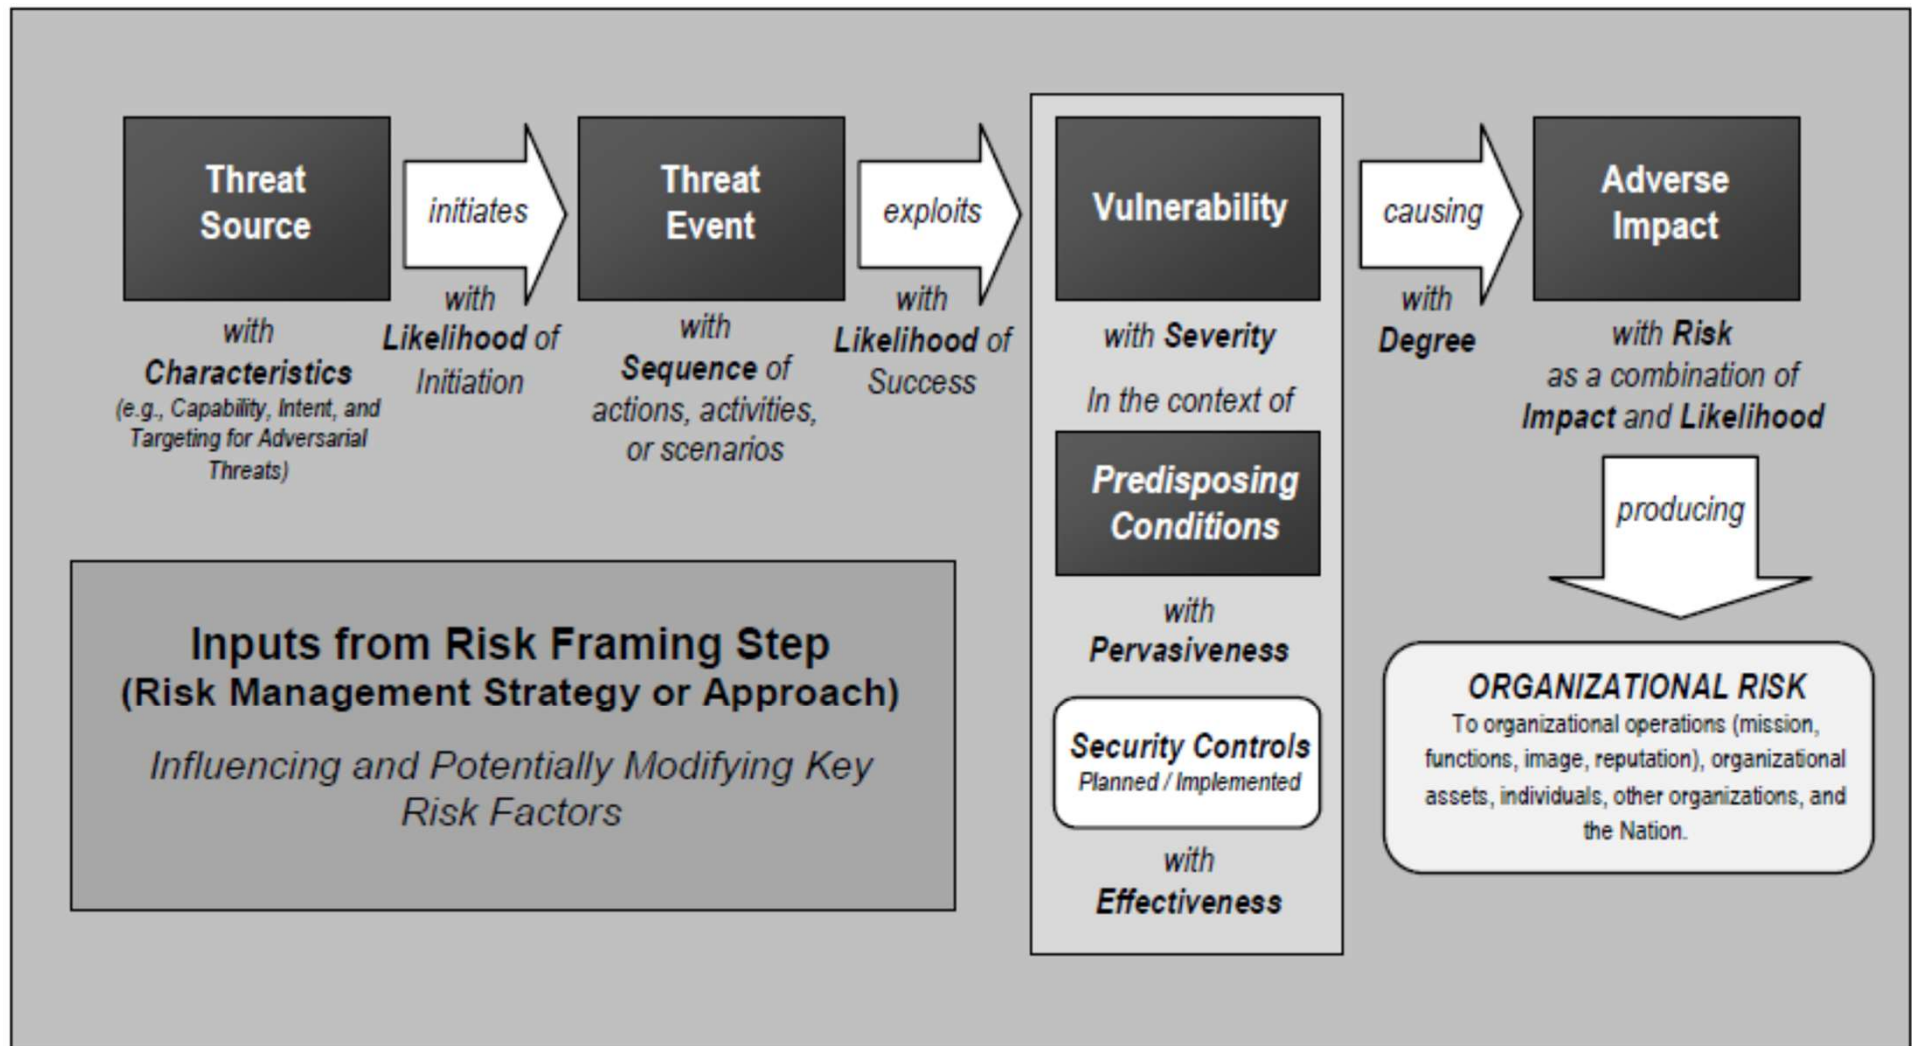 Threat
Source
initiates
Threat
Event
exploits
Vulnerability
causing
Adverse
Impact
with
Characteristics
(e.g., Capability, Intent, and
Targeting for Adversarial
Threats)
with
Likelihood of
Initiation
with
Sequence of
actions, activities,
or scenarios
with
Likelihood of
Success
with Severity
In the context of
Predisposing
Conditions
with
Pervasiveness
Security Controls
Planned / Implemented
with
Effectiveness
with
Degree
with Risk
as a combination of
Impact and Likelihood
producing
ORGANIZATIONAL RISK
To organizational operations (mission,
functions, image, reputation), organizational
assets, individuals, other organizations, and
the Nation.
Inputs from Risk Framing Step
(Risk Management Strategy or Approach)
Influencing and Potentially Modifying Key
Risk Factors